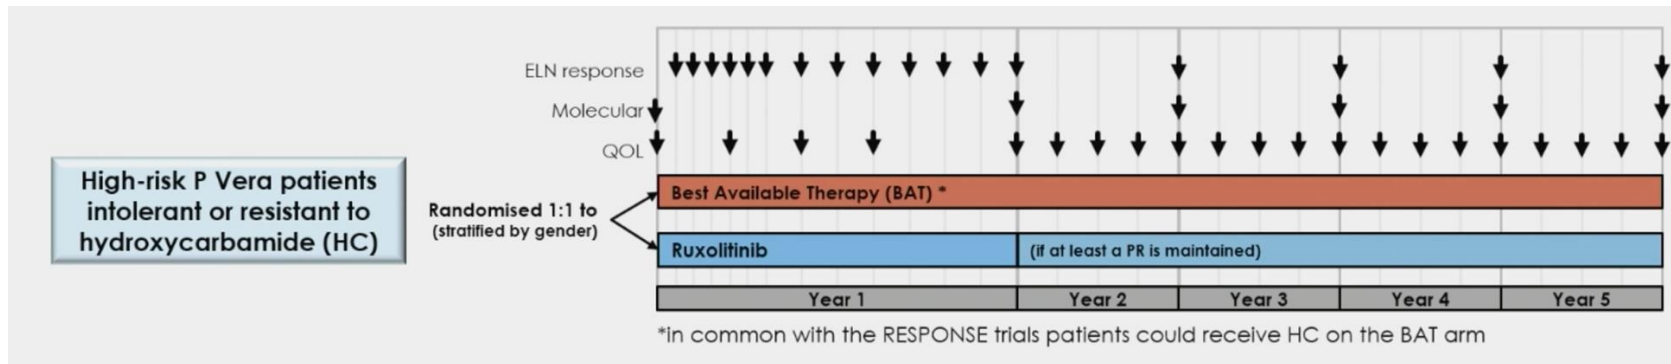 ELN response
Molecular
QOL
High-risk P Vera patients
intolerant or resistant to
hydroxycarbamide (HC)
Randomised 1:1 to
(stratified by gender)
Best Available Therapy (BAT) *
Ruxolitinib
(if at least a PR is maintained)
Year 1
Year 2
Year 3
Year 4
Year 5
*in common with the RESPONSE trials patients could receive HC on the BAT arm